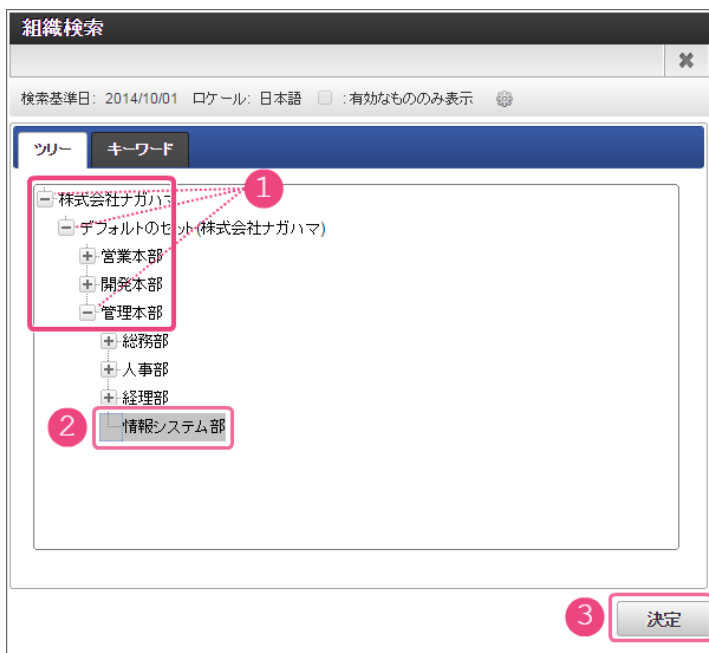 組織検索
検索基準日: 2014/10/01 ロケール: 日本語 :有効なもののみ表示
ツリー キーワード
1
株式会社ナガハマ
デフォルトのセット(株式会社ナガハマ)
営業本部
開発本部
管理本部
総務部
人事部
経理部
2 情報システム部
3 決定